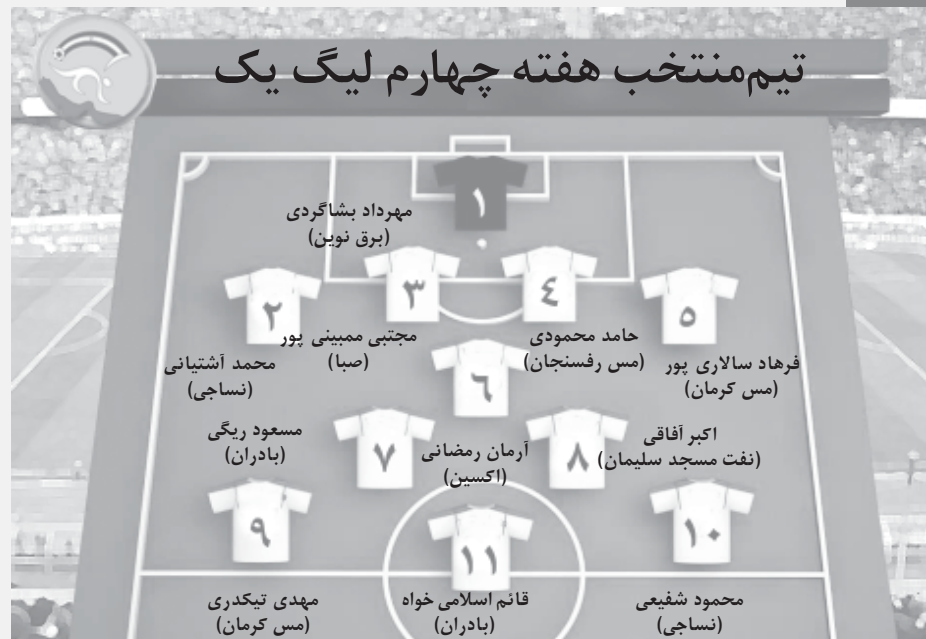 تیم‌منتخب هفته چهارم لیگ یک
۱
مهرداد بشاگردی
(برق نوین)
۵
۴
۳
۲
فرهاد سالاری پور
(مس کرمان)
حامد محمودی
(مس رفسنجان)
مجتبی ممبینی پور
(صبا)
محمد آشتیانی
(نساجی)
۶
آرمان رمضانی
(اکسین)
۸
اکبر آفاقی
(نفت مسجد سلیمان)
۷
مسعود ریگی
(بادران)
۱۰
محمود شفیعی
(نساجی)
۱۱
قائم اسلامی خواه
(بادران)
۹
مهدی تیکدری
(مس کرمان)